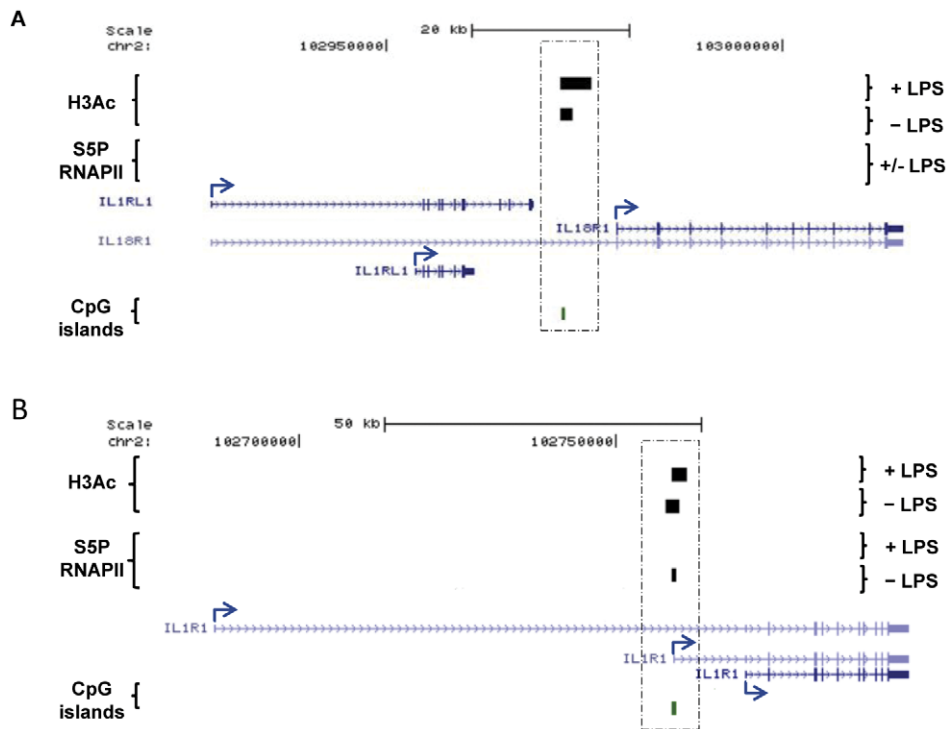 A
Scale
20 kb
chr2:
102950000
103000000
H3Ac
+ LPS
− LPS
S5P
RNAPII
+/- LPS
IL1RL1
IL18R1
IL18R1
IL1RL1
CpG
islands
B
Scale
50 kb
chr2:
102700000
102750000
H3Ac
+ LPS
− LPS
S5P
RNAPII
+ LPS
− LPS
IL1R1
IL1R1
IL1R1
CpG
islands